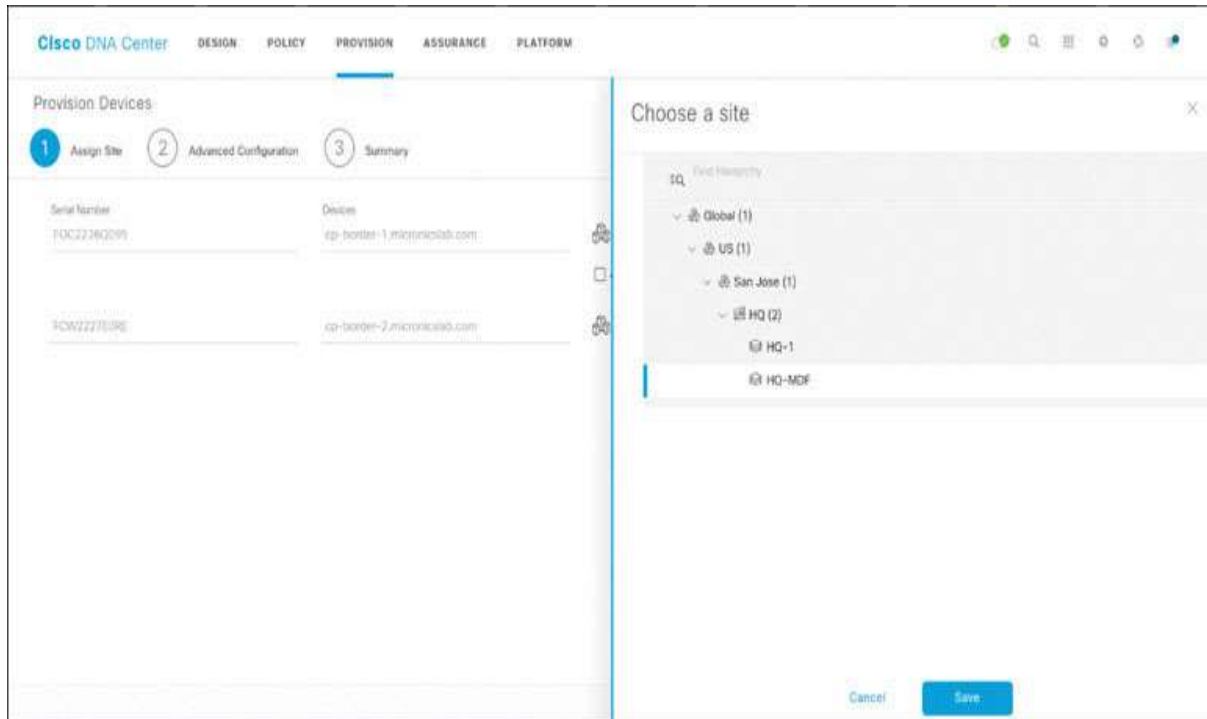 Cisco DNA Center DESIGN POLICY PROVISION ASSURANCE PLATFORM
Provision Devices
1 Assign Site 2 Advanced Configuration 3 Summary
Serial Number Devices
cp-border-1.micronicslab.com
cp-border-2.micronicslab.com
Choose a site
Find Hierarchy
Global (1)
US (1)
San Jose (1)
HQ (2)
HQ-1
HQ-MDF
Cancel Save